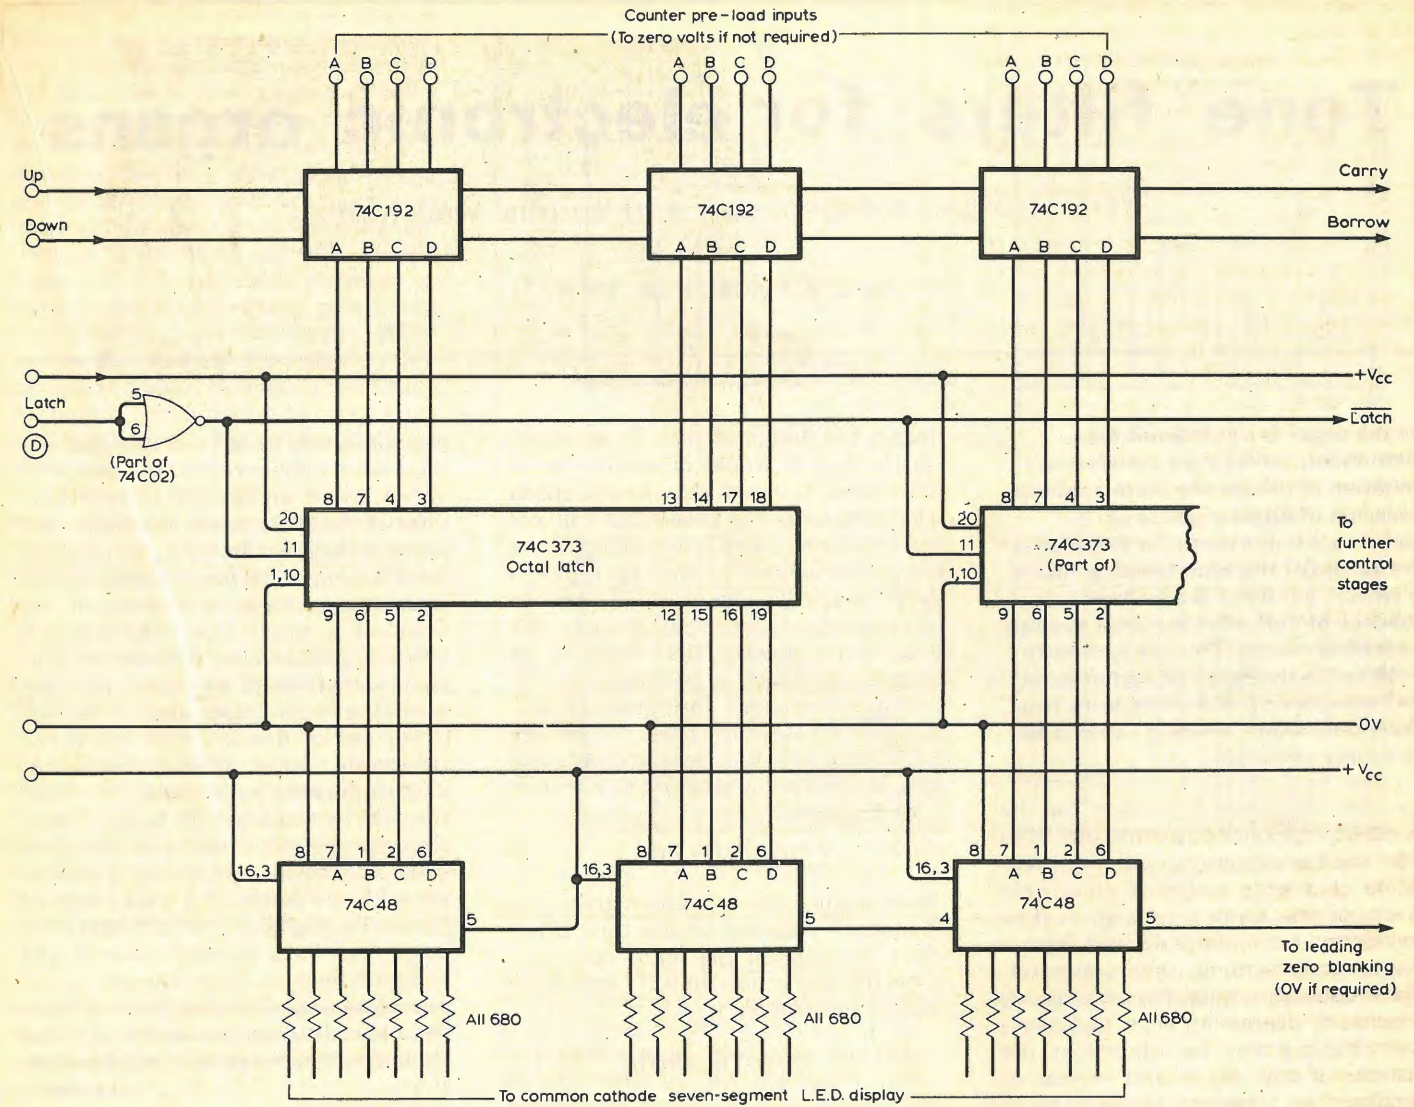 Counter pre-load inputs
(To zero volts if not required)
A B C D
A B C D
A B C D
Up
74C192
74C192
74C192
Carry
Down
A B C D
A B C D
A B C D
Borrow
+Vcc
Latch
D
5
6
(Part of
74C02)
Latch
8 7 4 3
13 14 17 18
8 7 4 3
20
11
1,10
74C373
Octal latch
20
11
1,10
74C373
(Part of)
To
further
control
stages
9 6 5 2
12 15 16 19
9 6 5 2
0V
+Vcc
8 7 1 2 6
8 7 1 2 6
8 7 1 2 6
16,3
A B C D
16,3
A B C D
16,3
A B C D
74C48
74C48
74C48
5
5
4
5
To leading
zero blanking
(0V if required)
All 680
All 680
All 680
To common cathode seven-segment L.E.D. display